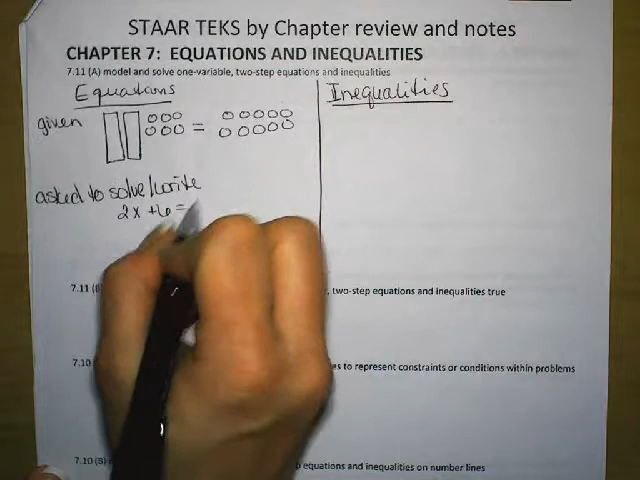 STAAR TEKS by Chapter review and notes
CHAPTER 7: EQUATIONS AND INEQUALITIES
7.11 (A) model and solve one-variable, two-step equations and inequalities
Equations
Inequalities
given
=
asked to solve/write
2x + 6 =
7.11 (B)
, two-step equations and inequalities true
7.10
to represent constraints or conditions within problems
7.10 (B)
equations and inequalities on number lines